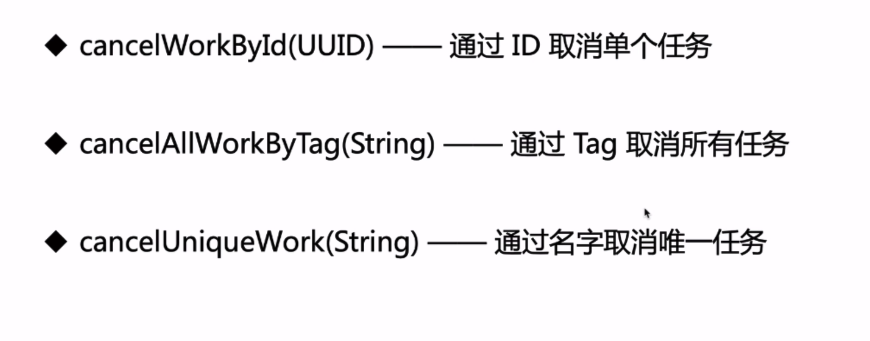 ◆ cancelWorkById(UUID) —— 通过 ID 取消单个任务
◆ cancelAllWorkByTag(String) —— 通过 Tag 取消所有任务
◆ cancelUniqueWork(String) —— 通过名字取消唯一任务